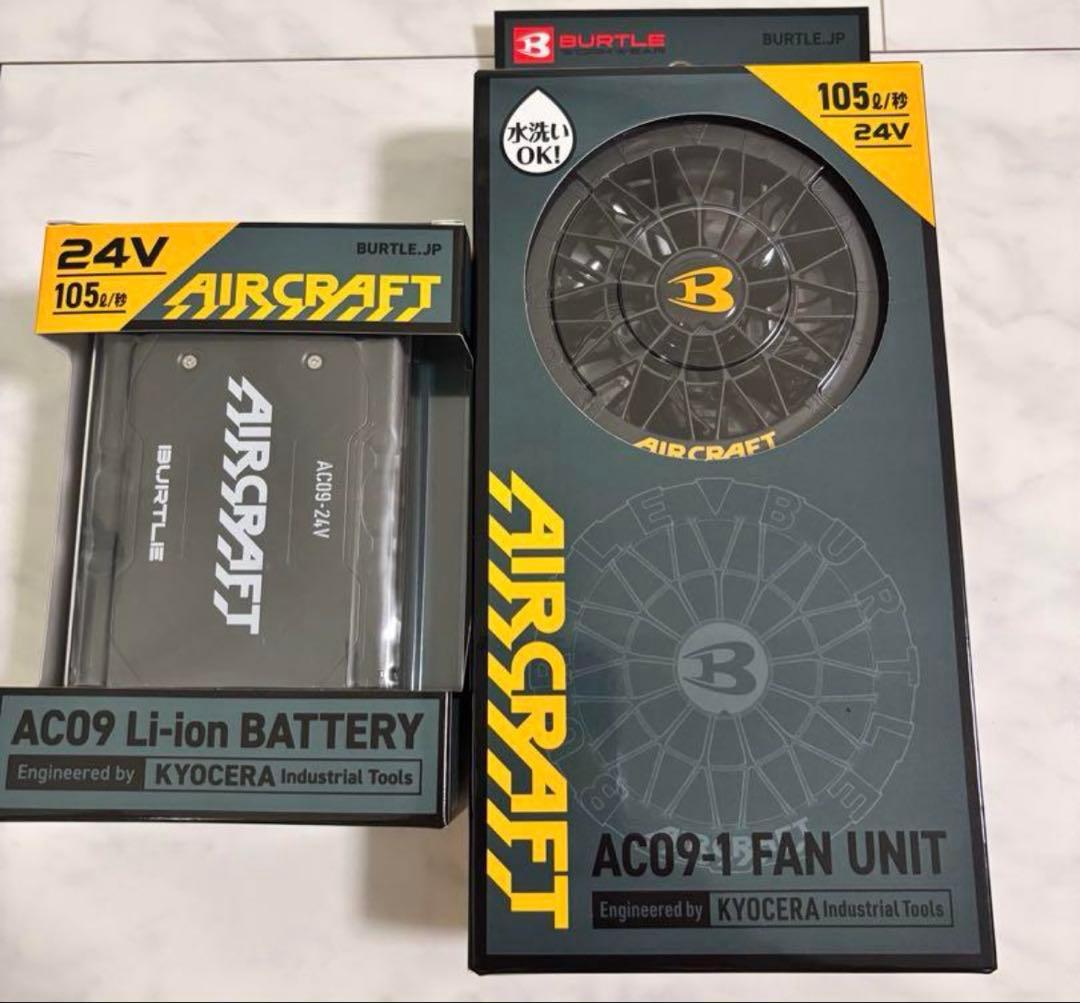 BURTLE
BURTLE.JP
水洗い
OK!
105ℓ/秒
24V
B
AIRCRAFT
AIRCRAFT
BURTLE
BURTLE
B
AC09-1 FAN UNIT
Engineered by KYOCERA Industrial Tools
24V
105ℓ/秒
BURTLE.JP
AIRCRAFT
AIRCRAFT
BURTLE
AC09-24V
AC09 Li-ion BATTERY
Engineered by KYOCERA Industrial Tools